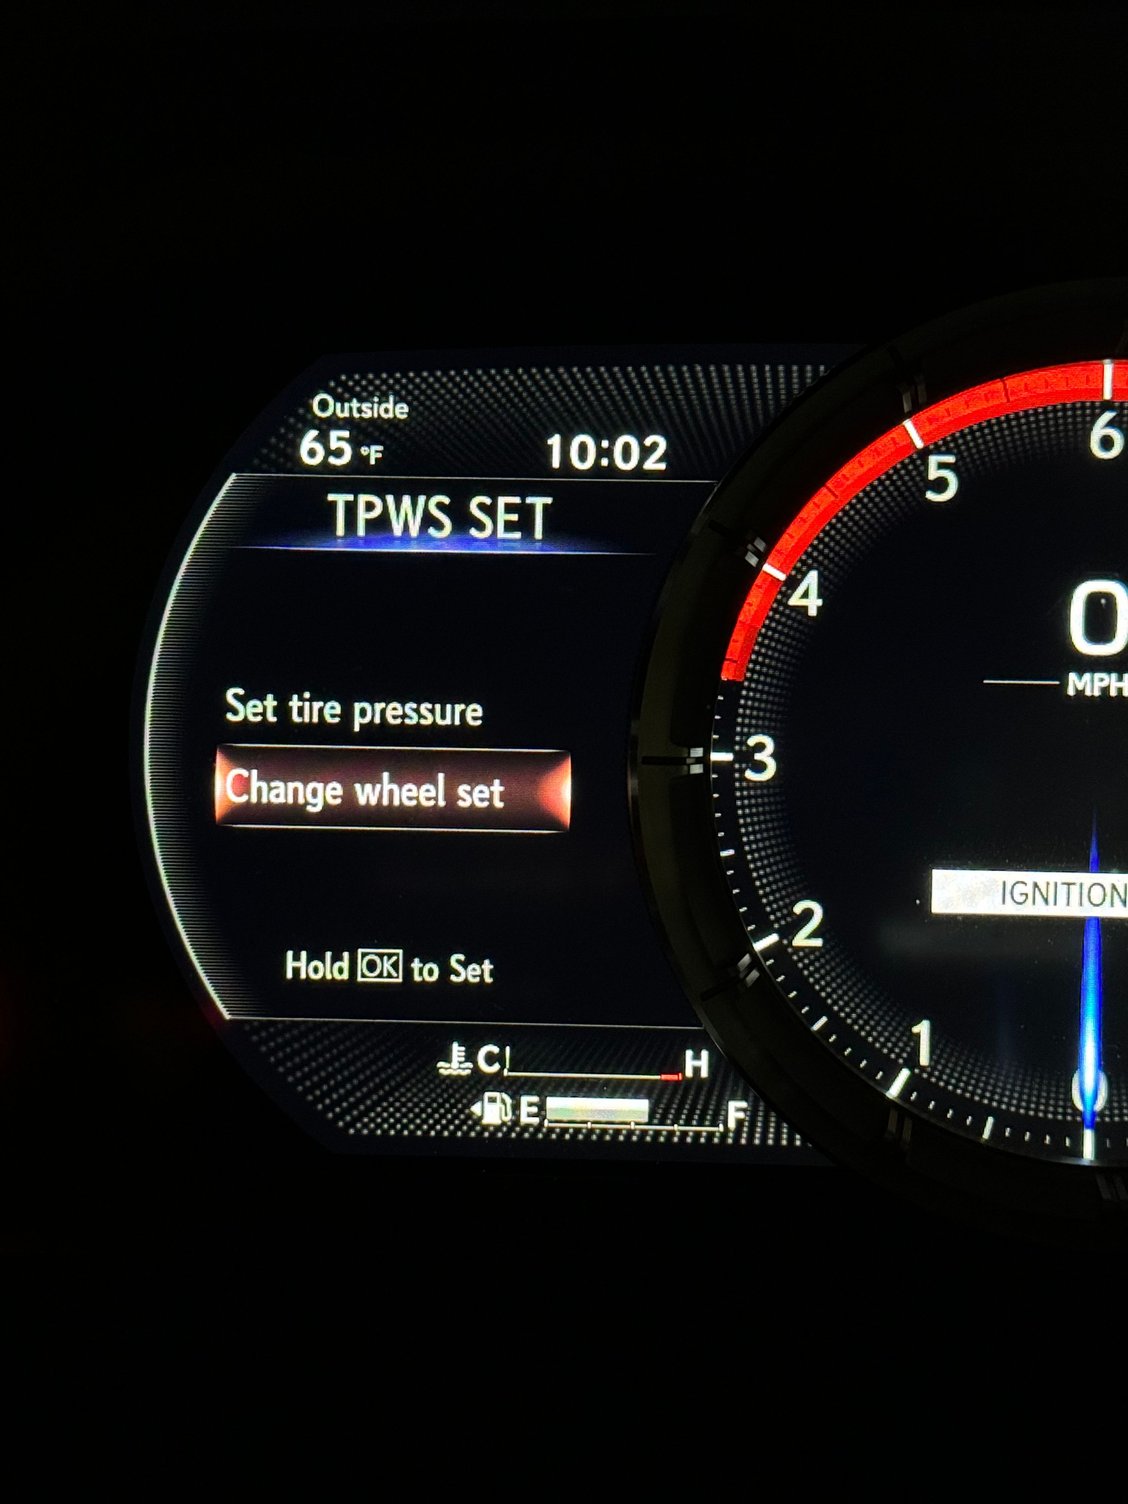 Outside
65 °F 10:02
TPWS SET
Set tire pressure
Change wheel set
Hold OK to Set
C H
E F
6
5
4
0
MPH
3
IGNITION
2
1
0